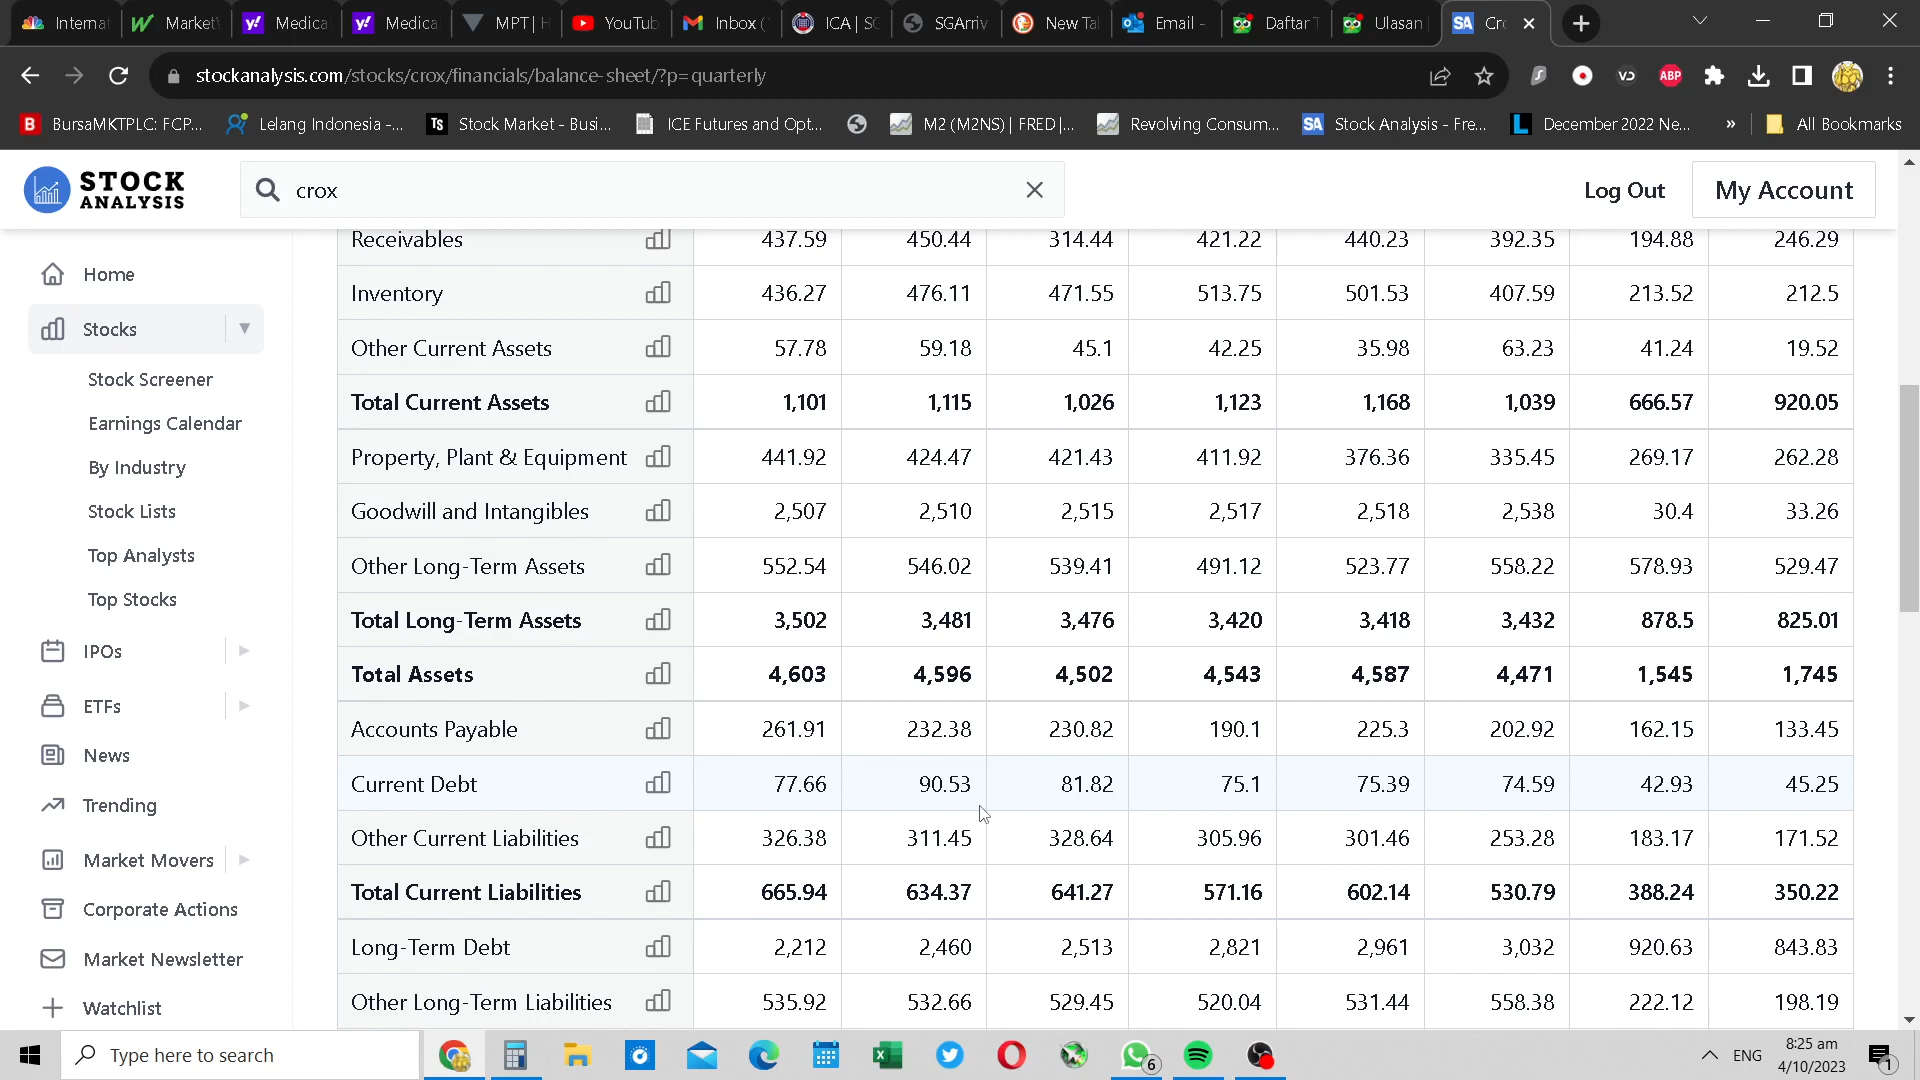 Interna
Market
Medica
Medica
MPT | H
YouTub
Inbox (
ICA | SG
SGArriv
New Ta
Email -
Daftar T
Ulasan
Cro
stockanalysis.com/stocks/crox/financials/balance-sheet/?p=quarterly
BursaMKTPLC: FCP...
Lelang Indonesia -...
Stock Market - Busi...
ICE Futures and Opt...
M2 (M2NS) | FRED |...
Revolving Consum...
Stock Analysis - Fre...
December 2022 Ne...
»
All Bookmarks
STOCK
ANALYSIS
crox
Log Out
My Account
Home
Stocks
Stock Screener
Earnings Calendar
By Industry
Stock Lists
Top Analysts
Top Stocks
IPOs
ETFs
News
Trending
Market Movers
Corporate Actions
Market Newsletter
Watchlist
Receivables 437.59 450.44 314.44 421.22 440.23 392.35 194.88 246.29
Inventory 436.27 476.11 471.55 513.75 501.53 407.59 213.52 212.5
Other Current Assets 57.78 59.18 45.1 42.25 35.98 63.23 41.24 19.52
Total Current Assets 1,101 1,115 1,026 1,123 1,168 1,039 666.57 920.05
Property, Plant & Equipment 441.92 424.47 421.43 411.92 376.36 335.45 269.17 262.28
Goodwill and Intangibles 2,507 2,510 2,515 2,517 2,518 2,538 30.4 33.26
Other Long-Term Assets 552.54 546.02 539.41 491.12 523.77 558.22 578.93 529.47
Total Long-Term Assets 3,502 3,481 3,476 3,420 3,418 3,432 878.5 825.01
Total Assets 4,603 4,596 4,502 4,543 4,587 4,471 1,545 1,745
Accounts Payable 261.91 232.38 230.82 190.1 225.3 202.92 162.15 133.45
Current Debt 77.66 90.53 81.82 75.1 75.39 74.59 42.93 45.25
Other Current Liabilities 326.38 311.45 328.64 305.96 301.46 253.28 183.17 171.52
Total Current Liabilities 665.94 634.37 641.27 571.16 602.14 530.79 388.24 350.22
Long-Term Debt 2,212 2,460 2,513 2,821 2,961 3,032 920.63 843.83
Other Long-Term Liabilities 535.92 532.66 529.45 520.04 531.44 558.38 222.12 198.19
Type here to search
6
ENG
8:25 am
4/10/2023
1